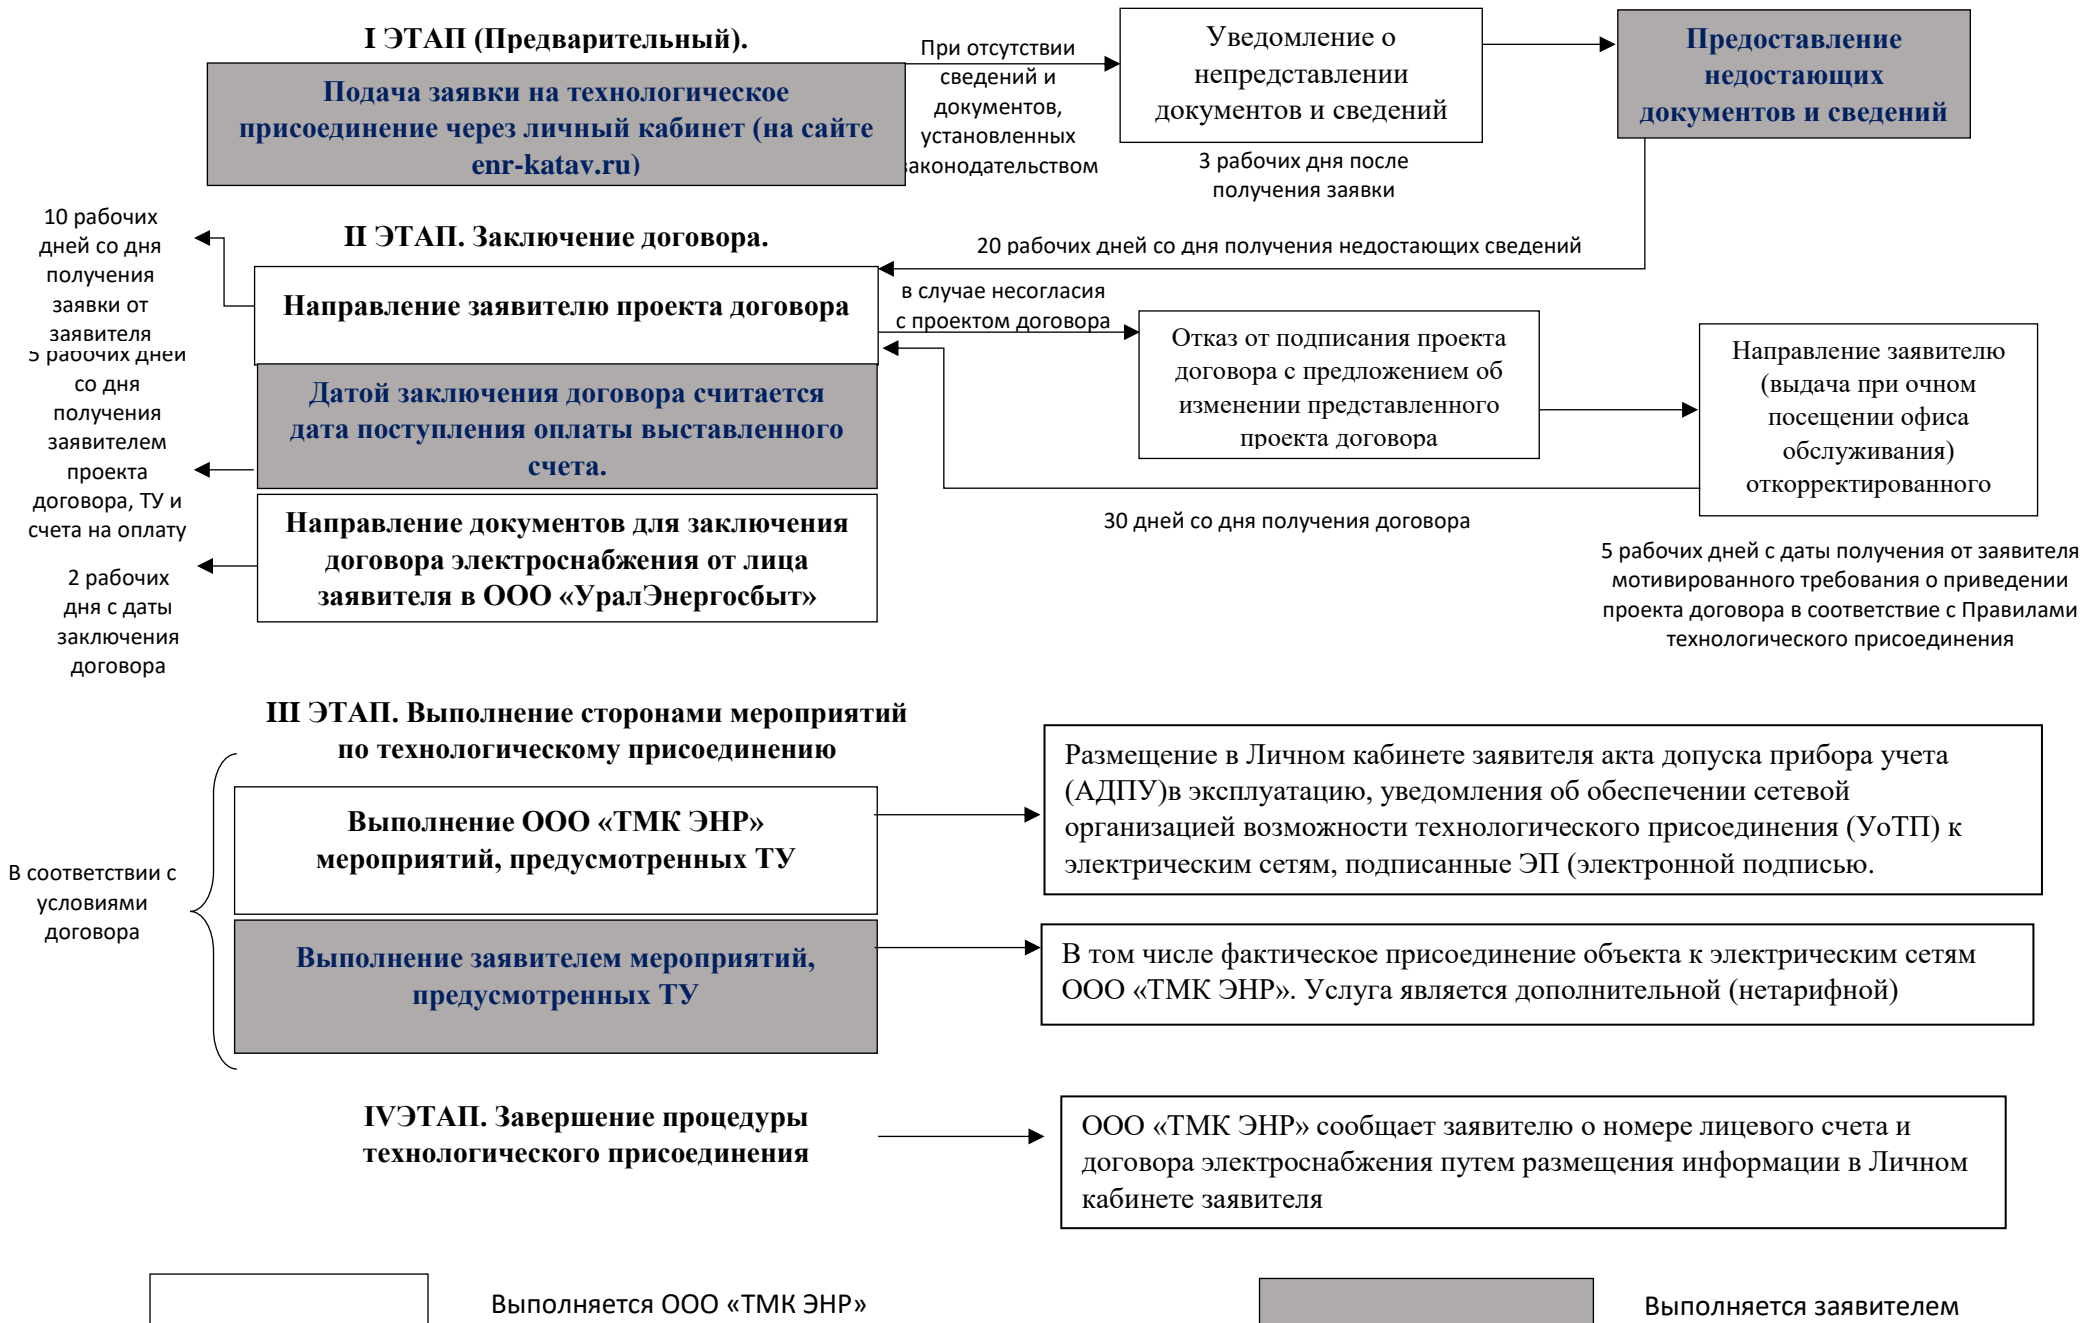 I ЭТАП (Предварительный).
Подача заявки на технологическое
присоединение через личный кабинет (на сайте
enr-katav.ru)
При отсутствии
сведений и
документов,
установленных
законодательством
Уведомление о
непредставлении
документов и сведений
3 рабочих дня после
получения заявки
Предоставление
недостающих
документов и сведений
10 рабочих
дней со дня
получения
заявки от
заявителя
II ЭТАП. Заключение договора.
20 рабочих дней со дня получения недостающих сведений
Направление заявителю проекта договора
в случае несогласия
с проектом договора
Отказ от подписания проекта
договора с предложением об
изменении представленного
проекта договора
Направление заявителю
(выдача при очном
посещении офиса
обслуживания)
откорректированного
5 рабочих дней
со дня
получения
заявителем
проекта
договора, ТУ и
счета на оплату
Датой заключения договора считается
дата поступления оплаты выставленного
счета.
30 дней со дня получения договора
5 рабочих дней с даты получения от заявителя
мотивированного требования о приведении
проекта договора в соответствие с Правилами
технологического присоединения
2 рабочих
дня с даты
заключения
договора
Направление документов для заключения
договора электроснабжения от лица
заявителя в ООО «УралЭнергосбыт»
III ЭТАП. Выполнение сторонами мероприятий
по технологическому присоединению
В соответствии с
условиями
договора
Выполнение ООО «ТМК ЭНР»
мероприятий, предусмотренных ТУ
Размещение в Личном кабинете заявителя акта допуска прибора учета
(АДПУ)в эксплуатацию, уведомления об обеспечении сетевой
организацией возможности технологического присоединения (УоТП) к
электрическим сетям, подписанные ЭП (электронной подписью.
Выполнение заявителем мероприятий,
предусмотренных ТУ
В том числе фактическое присоединение объекта к электрическим сетям
ООО «ТМК ЭНР». Услуга является дополнительной (нетарифной)
IVЭТАП. Завершение процедуры
технологического присоединения
ООО «ТМК ЭНР» сообщает заявителю о номере лицевого счета и
договора электроснабжения путем размещения информации в Личном
кабинете заявителя
Выполняется ООО «ТМК ЭНР»
Выполняется заявителем